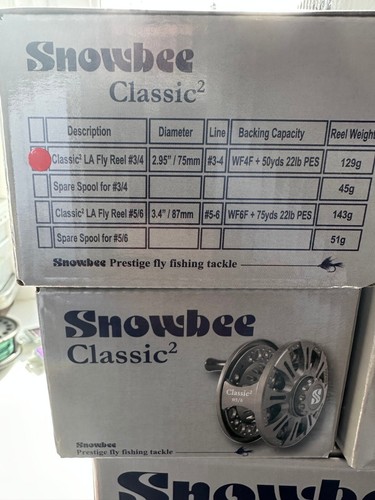 Snowbee
Classic²
Description Diameter Line Backing Capacity Reel Weight
Classic² LA Fly Reel #3/4 2.95" / 75mm #3-4 WF4F + 50yds 22lb PES 129g
Spare Spool for #3/4 45g
Classic² LA Fly Reel #5/6 3.4" / 87mm #5-6 WF6F + 75yds 22lb PES 143g
Spare Spool for #5/6 51g
Snowbee Prestige fly fishing tackle
Snowbee
Classic²
Classic²
#5/6
S
Snowbee
Prestige fly fishing tackle
Snowbee